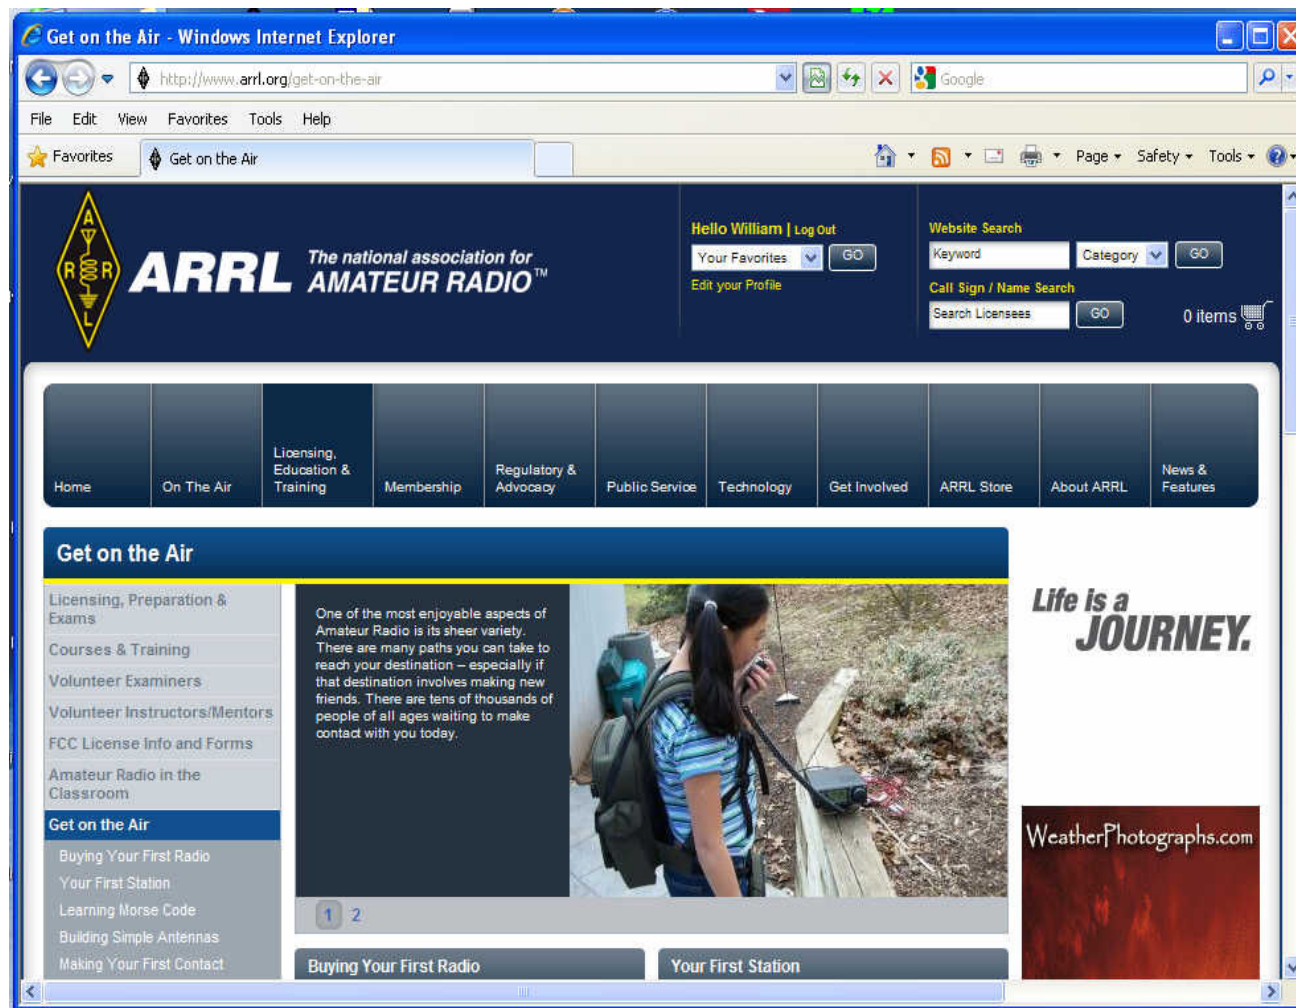 Get on the Air - Windows Internet Explorer
http://www.arrl.org/get-on-the-air
Google
File Edit View Favorites Tools Help
Favorites
Get on the Air
Page
Safety
Tools
A
R R L
ARRL
The national association for
AMATEUR RADIO™
Hello William | Log Out
Your Favorites
GO
Edit your Profile
Website Search
Keyword
Category
GO
Call Sign / Name Search
Search Licensees
GO
0 items
Home
On The Air
Licensing,
Education &
Training
Membership
Regulatory &
Advocacy
Public Service
Technology
Get Involved
ARRL Store
About ARRL
News &
Features
Get on the Air
Licensing, Preparation &
Exams
Courses & Training
Volunteer Examiners
Volunteer Instructors/Mentors
FCC License Info and Forms
Amateur Radio in the
Classroom
Get on the Air
Buying Your First Radio
Your First Station
Learning Morse Code
Building Simple Antennas
Making Your First Contact
One of the most enjoyable aspects of
Amateur Radio is its sheer variety.
There are many paths you can take to
reach your destination – especially if
that destination involves making new
friends. There are tens of thousands of
people of all ages waiting to make
contact with you today.
1 2
Buying Your First Radio
Your First Station
Life is a
JOURNEY.
WeatherPhotographs.com